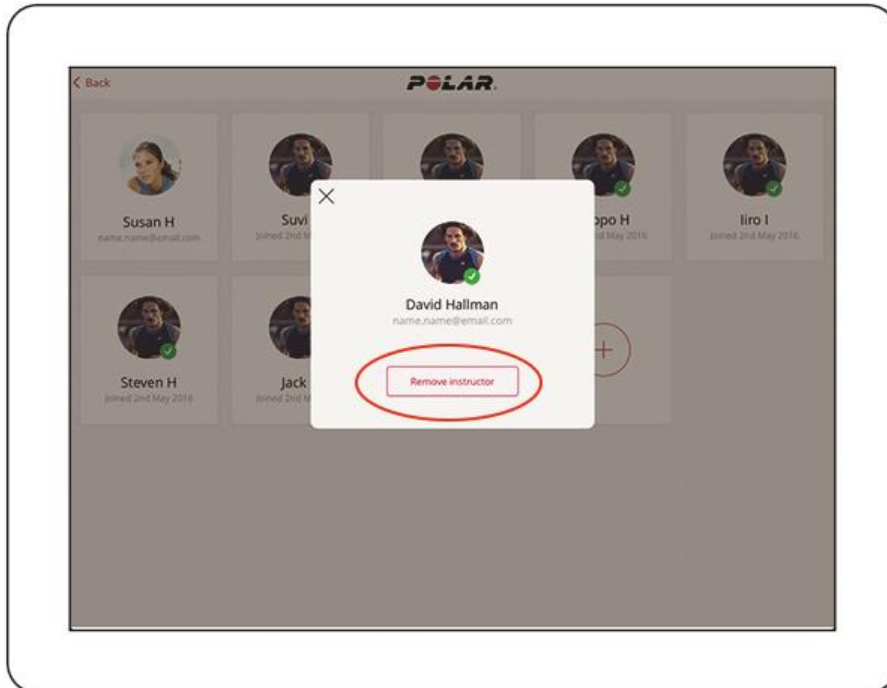 Back
POLAR
Susan H
name.name@email.com
Suvi
Joined 2nd M
ppo H
nd May 2016
Iiro I
Joined 2nd May 2016
David Hallman
name.name@email.com
Remove instructor
Steven H
Joined 2nd May 2016
Jack
Joined 2nd M